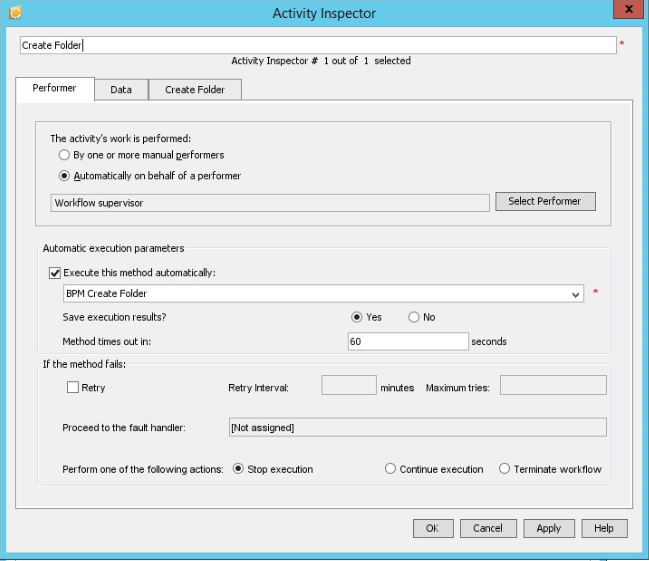 Activity Inspector
x
Create Folder
*
Activity Inspector # 1 out of 1 selected
Performer Data Create Folder
The activity's work is performed:
By one or more manual performers
Automatically on behalf of a performer
Workflow supervisor Select Performer
Automatic execution parameters
Execute this method automatically:
BPM Create Folder *
Save execution results? Yes No
Method times out in: 60 seconds
If the method fails:
Retry Retry Interval: minutes Maximum tries:
Proceed to the fault handler: [Not assigned]
Perform one of the following actions: Stop execution Continue execution Terminate workflow
OK Cancel Apply Help